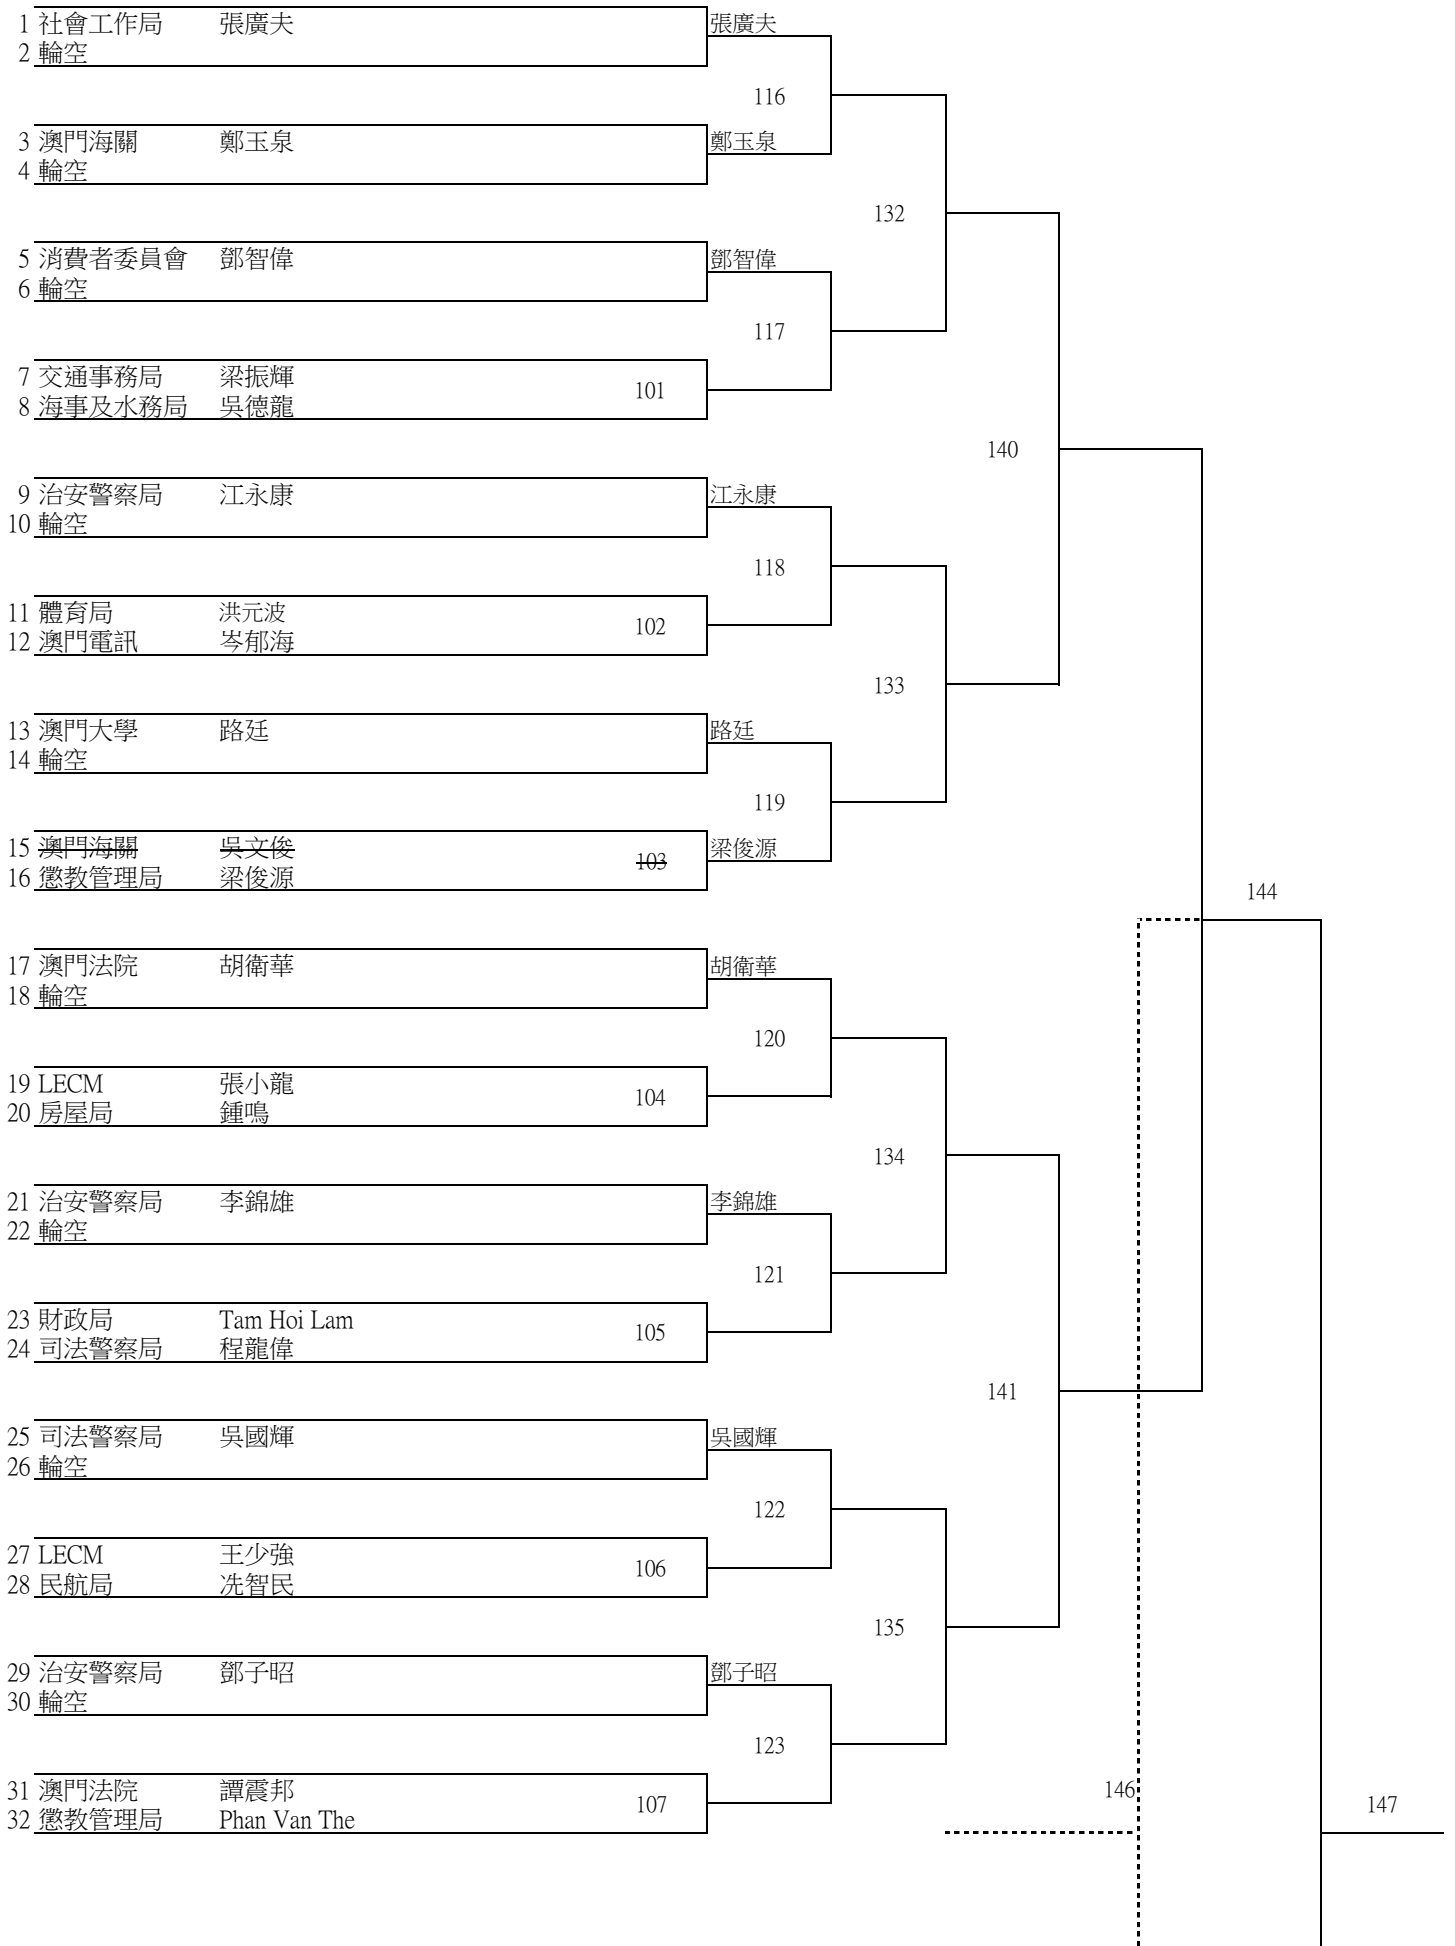 1 社會工作局 張廣夫 張廣夫
2 輪空
116
3 澳門海關 鄭玉泉 鄭玉泉
4 輪空
132
5 消費者委員會 鄧智偉 鄧智偉
6 輪空
117
7 交通事務局 梁振輝
101
8 海事及水務局 吳德龍
140
9 治安警察局 江永康 江永康
10 輪空
118
11 體育局 洪元波
102
12 澳門電訊 岑郁海
133
13 澳門大學 路廷 路廷
14 輪空
119
15 澳門海關 吳文俊 梁俊源
103
16 懲教管理局 梁俊源
144
17 澳門法院 胡衛華 胡衛華
18 輪空
120
19 LECM 張小龍
104
20 房屋局 鍾鳴
134
21 治安警察局 李錦雄 李錦雄
22 輪空
121
23 財政局 Tam Hoi Lam
105
24 司法警察局 程龍偉
141
25 司法警察局 吳國輝 吳國輝
26 輪空
122
27 LECM 王少強
106
28 民航局 冼智民
135
29 治安警察局 鄧子昭 鄧子昭
30 輪空
123
31 澳門法院 譚震邦 146
107 147
32 懲教管理局 Phan Van The